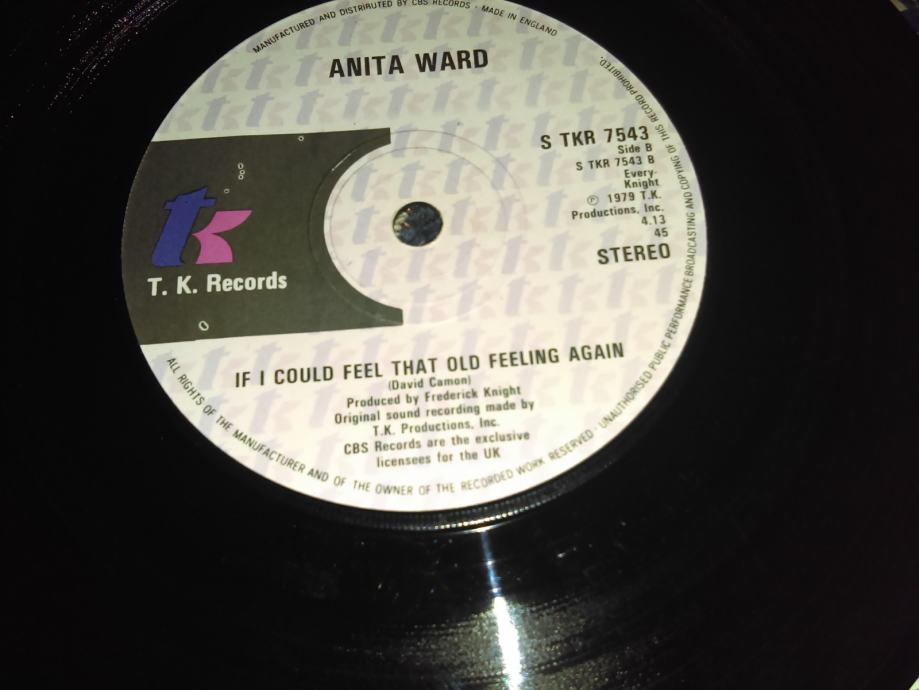 MANUFACTURED AND DISTRIBUTED BY CBS RECORDS · MADE IN ENGLAND
ANITA WARD
S TKR 7543
Side B
S TKR 7543 B
Every-
Knight
Ⓟ 1979 T.K.
Productions, Inc.
4.13
45
STEREO
tk
T. K. Records
IF I COULD FEEL THAT OLD FEELING AGAIN
(David Camon)
Produced by Frederick Knight
Original sound recording made by
T.K. Productions, Inc.
CBS Records are the exclusive
licensees for the UK
ALL RIGHTS OF THE MANUFACTURER AND OF THE OWNER OF THE RECORDED WORK RESERVED · UNAUTHORISED PUBLIC PERFORMANCE BROADCASTING AND COPYING OF THIS RECORD PROHIBITED.